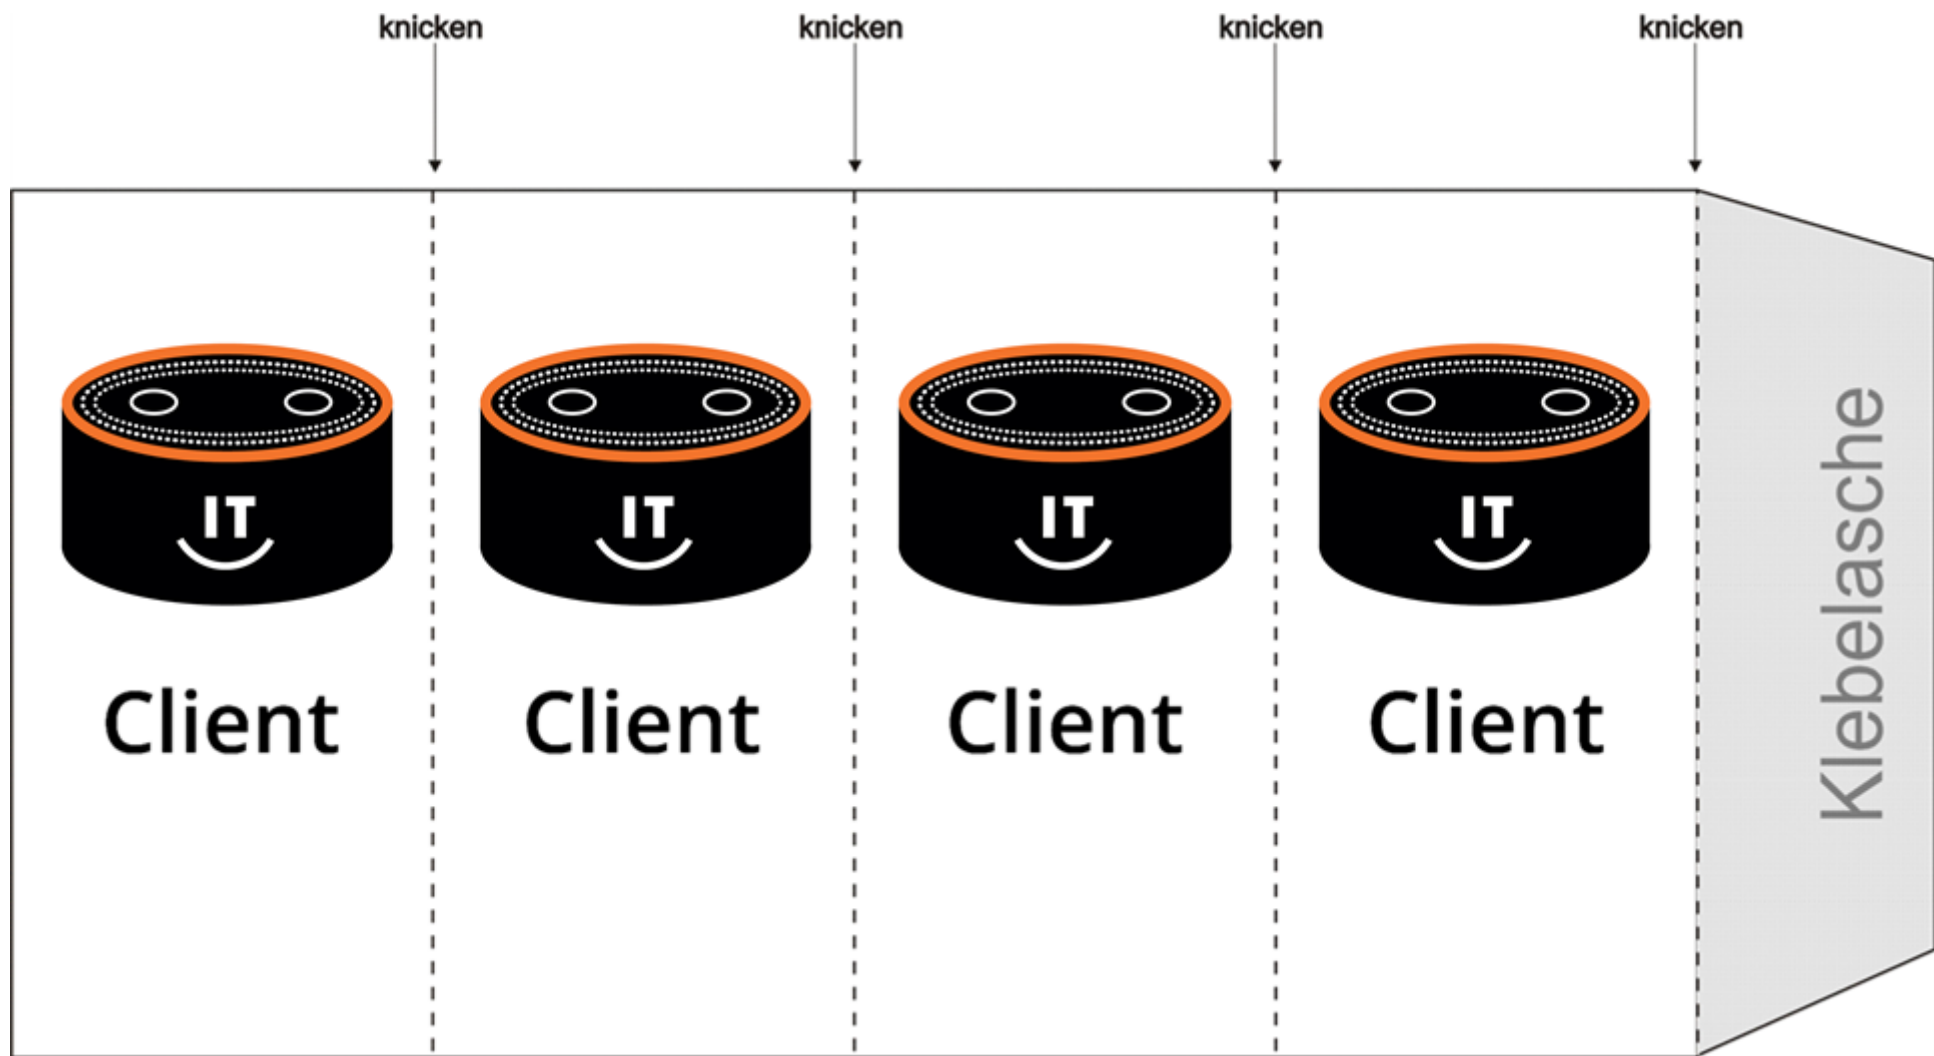 knicken knicken knicken knicken
IT IT IT IT
Client Client Client Client
Klebelasche